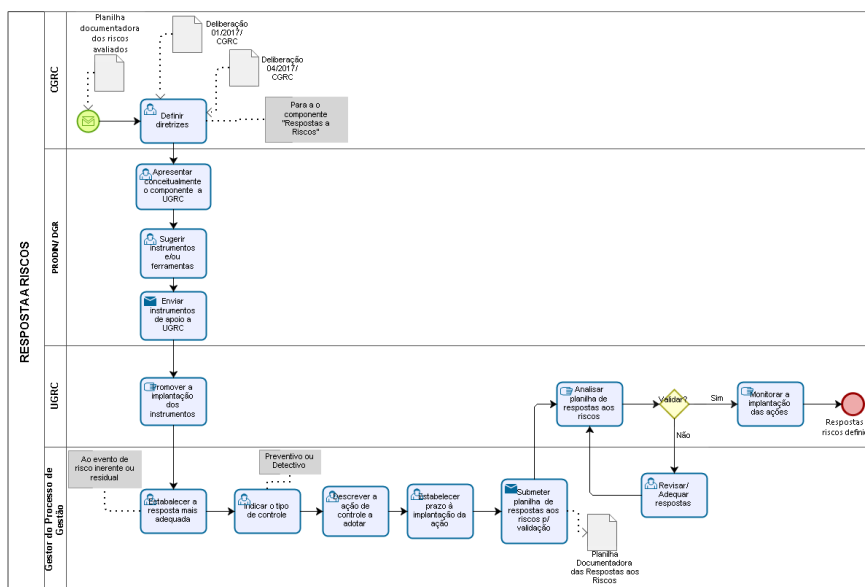 RESPOSTA A RISCOS
CGRC
Planilha
documentadora
dos riscos
avaliados
Deliberação
01/2017/
CGRC
Deliberação
04/2017/
CGRC
Definir
diretrizes
Para a o
componente
"Respostas a
Riscos"
PRODIN/ DGR
Apresentar
conceitualmente
o componente a
UGRC
Sugerir
instrumentos
e/ou
ferramentas
Enviar
instrumentos
de apoio a
UGRC
UGRC
Promover a
implantação
dos
instrumentos
Analisar
planilha de
respostas aos
riscos
Validar?
Sim
Não
Monitorar a
implantação
das ações
Respostas
riscos defini
Gestor do Processo de
Gestão
Ao evento de
risco inerente ou
residual
Estabalecer a
resposta mais
adequada
Preventivo ou
Detectivo
Indicar o tipo
de controle
Descrever a
ação de
controle a
adotar
Estabelecer
prazo á
implantação da
ação
Submeter
planilha de
respostas aos
riscos p/
validação
Planilha
Documentadora
das Respostas aos
Riscos
Revisar/
Adequar
respostas